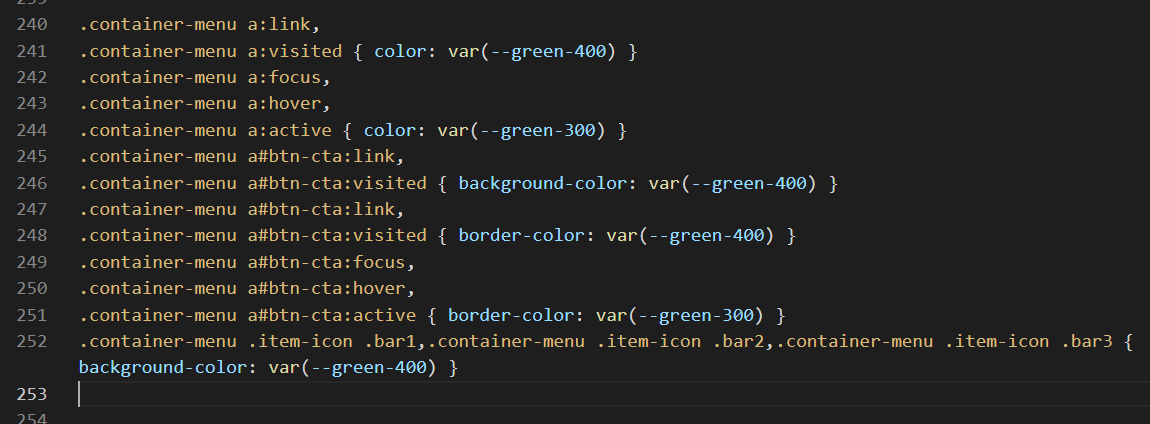 240 .container-menu a:link,
241 .container-menu a:visited { color: var(--green-400) }
242 .container-menu a:focus,
243 .container-menu a:hover,
244 .container-menu a:active { color: var(--green-300) }
245 .container-menu a#btn-cta:link,
246 .container-menu a#btn-cta:visited { background-color: var(--green-400) }
247 .container-menu a#btn-cta:link,
248 .container-menu a#btn-cta:visited { border-color: var(--green-400) }
249 .container-menu a#btn-cta:focus,
250 .container-menu a#btn-cta:hover,
251 .container-menu a#btn-cta:active { border-color: var(--green-300) }
252 .container-menu .item-icon .bar1,.container-menu .item-icon .bar2,.container-menu .item-icon .bar3 {
background-color: var(--green-400) }
253
254